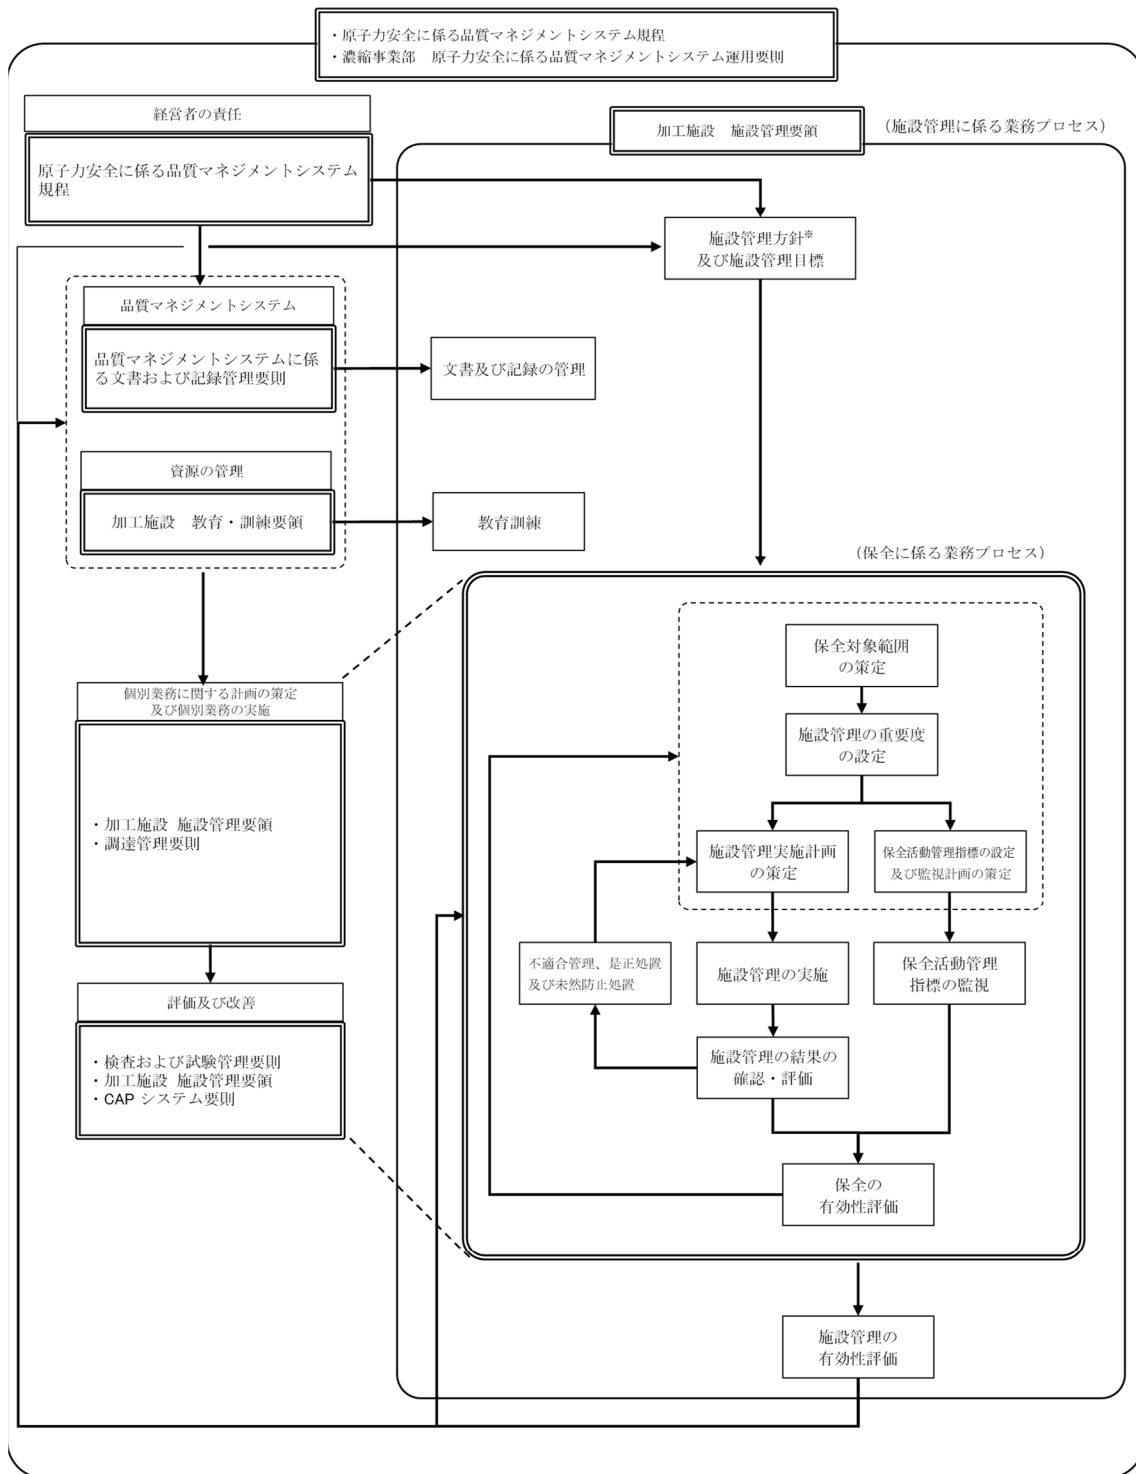 ・原子力安全に係る品質マネジメントシステム規程
・濃縮事業部　原子力安全に係る品質マネジメントシステム運用要則
経営者の責任
原子力安全に係る品質マネジメントシステム
規程
加工施設　施設管理要領
（施設管理に係る業務プロセス）
施設管理方針※
及び施設管理目標
品質マネジメントシステム
品質マネジメントシステムに係
る文書および記録管理要則
文書及び記録の管理
資源の管理
加工施設　教育・訓練要領
教育訓練
（保全に係る業務プロセス）
保全対象範囲
の策定
施設管理の重要度
の設定
個別業務に関する計画の策定
及び個別業務の実施
・加工施設 施設管理要領
・調達管理要則
施設管理実施計画
の策定
保全活動管理指標の設定
及び監視計画の策定
不適合管理、是正処置
及び未然防止処置
施設管理の実施
保全活動管理
指標の監視
評価及び改善
・検査および試験管理要則
・加工施設 施設管理要領
・CAP システム要則
施設管理の結果の
確認・評価
保全の
有効性評価
施設管理の
有効性評価